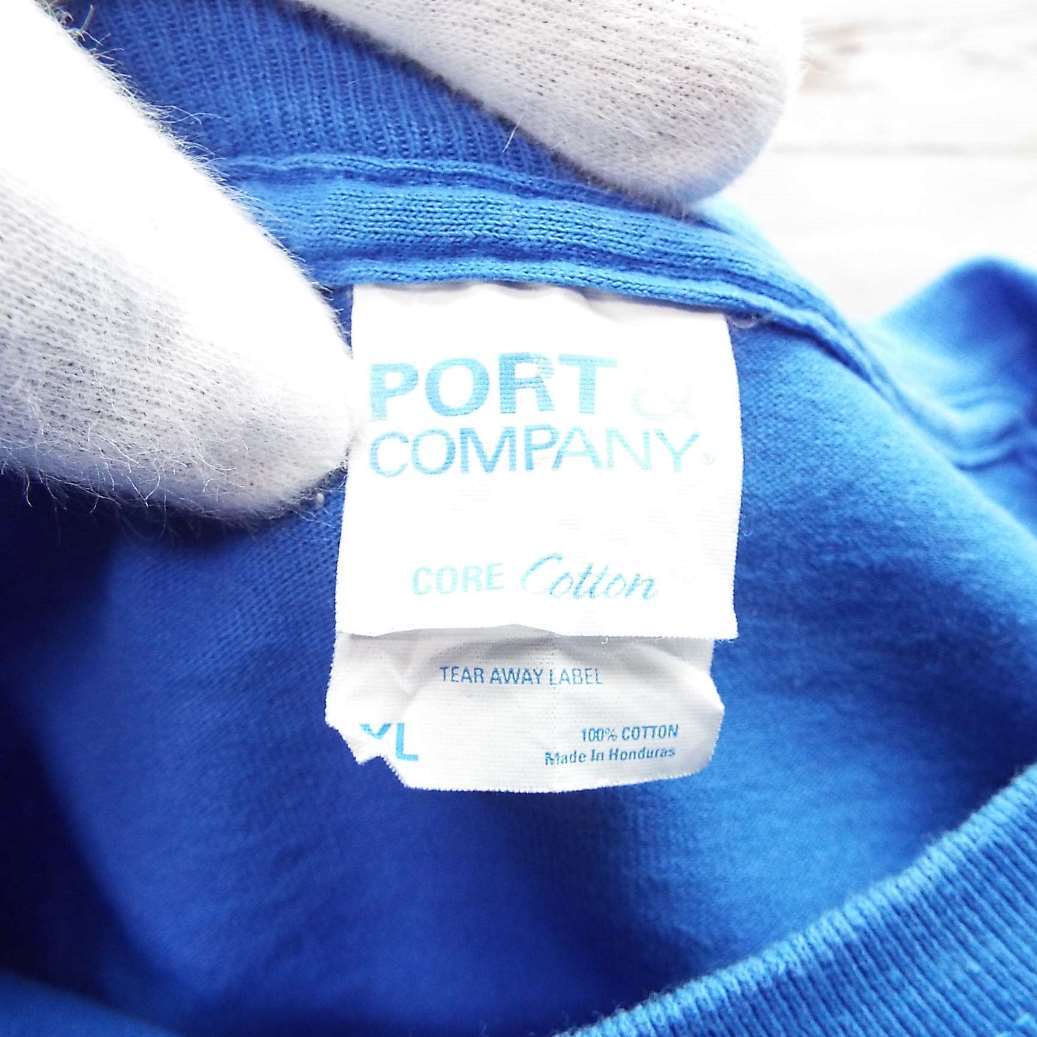 PORT &
COMPANY®
CORE Cotton
TEAR AWAY LABEL
XL
100% COTTON
Made In Honduras